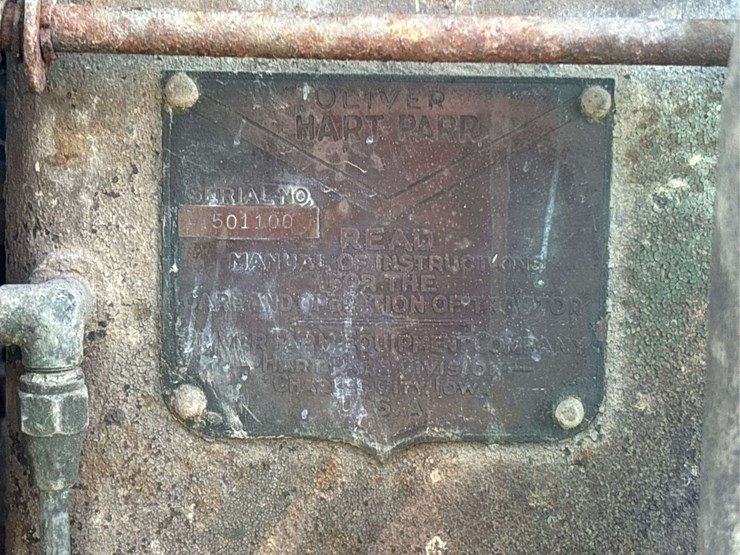 OLIVER
HART PARR
SERIAL NO.
501100
READ
MANUAL OF INSTRUCTIONS
FOR THE
CARE AND OPERATION OF TRACTOR
OLIVER FARM EQUIPMENT COMPANY
— HART PARR DIVISION —
CHARLES CITY, IOWA
U.S.A.